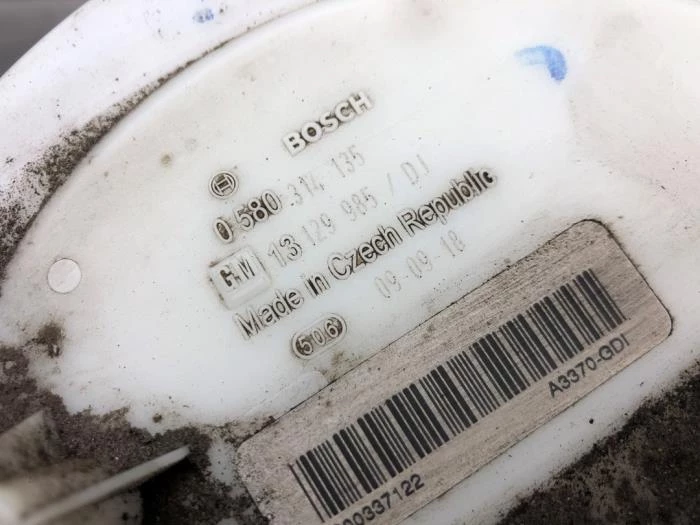 BOSCH
0 580 314 135
GM 13 129 985 / DI
Made in Czech Republic
506 09-09-18
A3370-GDI
00337122